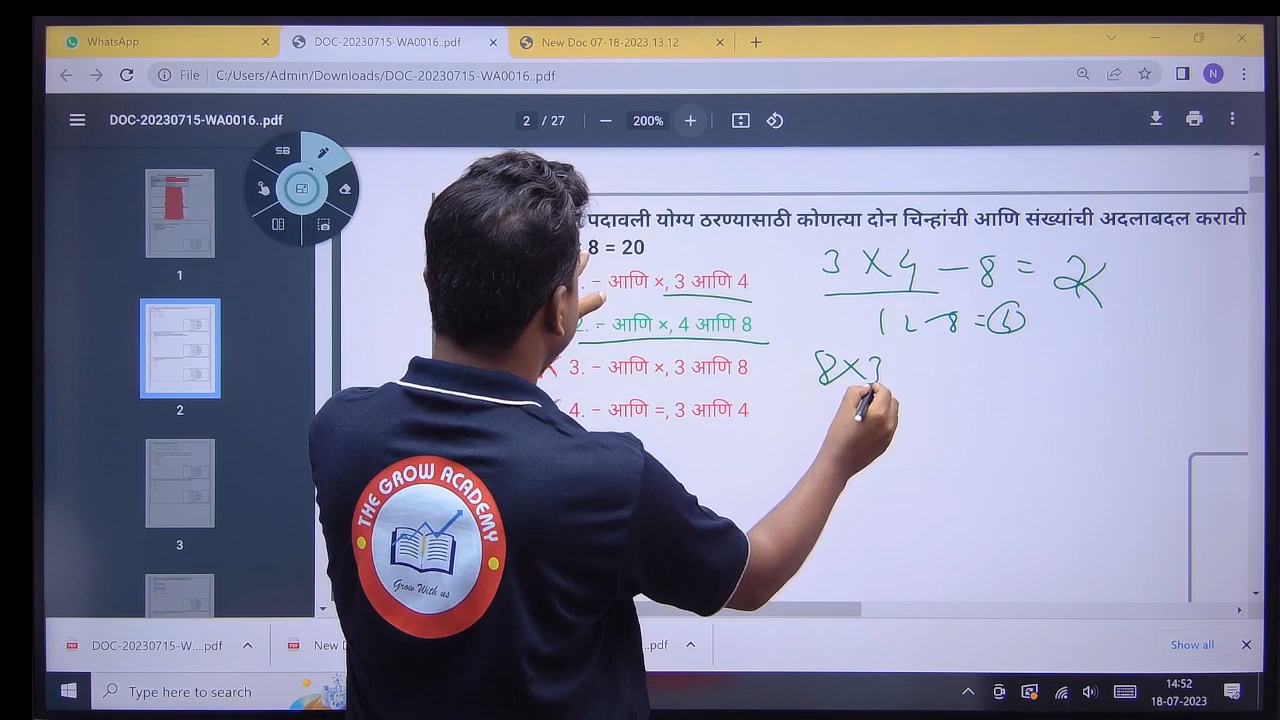 WhatsApp
DOC-20230715-WA0016..pdf
New Doc 07-18-2023 13.12
File
C:/Users/Admin/Downloads/DOC-20230715-WA0016..pdf
N
DOC-20230715-WA0016..pdf
2 / 27
200%
SB
1
2
3
पदावली योग्य ठरण्यासाठी कोणत्या दोन चिन्हांची आणि संख्यांची अदलाबदल करावी
8 = 20
− आणि ×, 3 आणि 4
2. − आणि ×, 4 आणि 8
3. − आणि ×, 3 आणि 8
4. − आणि =, 3 आणि 4
3 × 4 − 8 =
12 − 8 =
8 × 3
THE GROW ACADEMY
Grow With us
DOC-20230715-W....pdf
New D
.pdf
Show all
Type here to search
14:52
18-07-2023